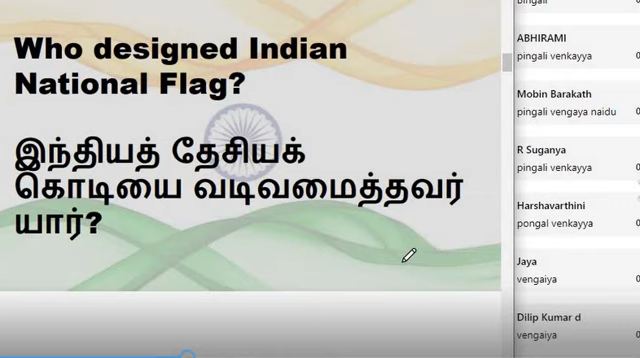 Who designed Indian
National Flag?
இந்தியத் தேசியக்
கொடியை வடிவமைத்தவர்
யார்?
ABHIRAMI
pingali venkayya
Mobin Barakath
pingali vengaya naidu
R Suganya
pingali venkayya
Harshavarthini
pongal venkayya
Jaya
vengaiya
Dilip Kumar d
vengaiya